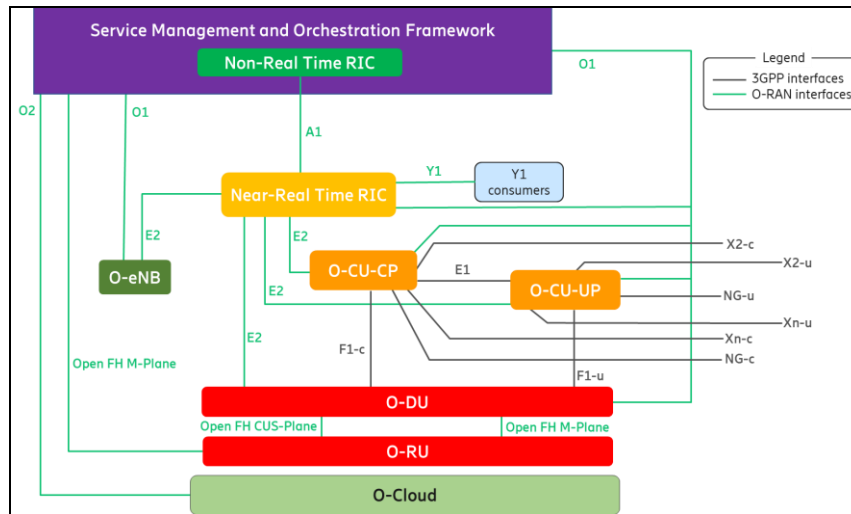 Service Management and Orchestration Framework
Non-Real Time RIC
O1
Legend
3GPP interfaces
O-RAN interfaces
O2
O1
A1
Y1
Y1
consumers
Near-Real Time RIC
E2
E2
O-eNB
O-CU-CP
E1
X2-c
X2-u
E2
O-CU-UP
NG-u
Xn-u
E2
F1-c
Xn-c
Open FH M-Plane
NG-c
F1-u
O-DU
Open FH CUS-Plane
Open FH M-Plane
O-RU
O-Cloud